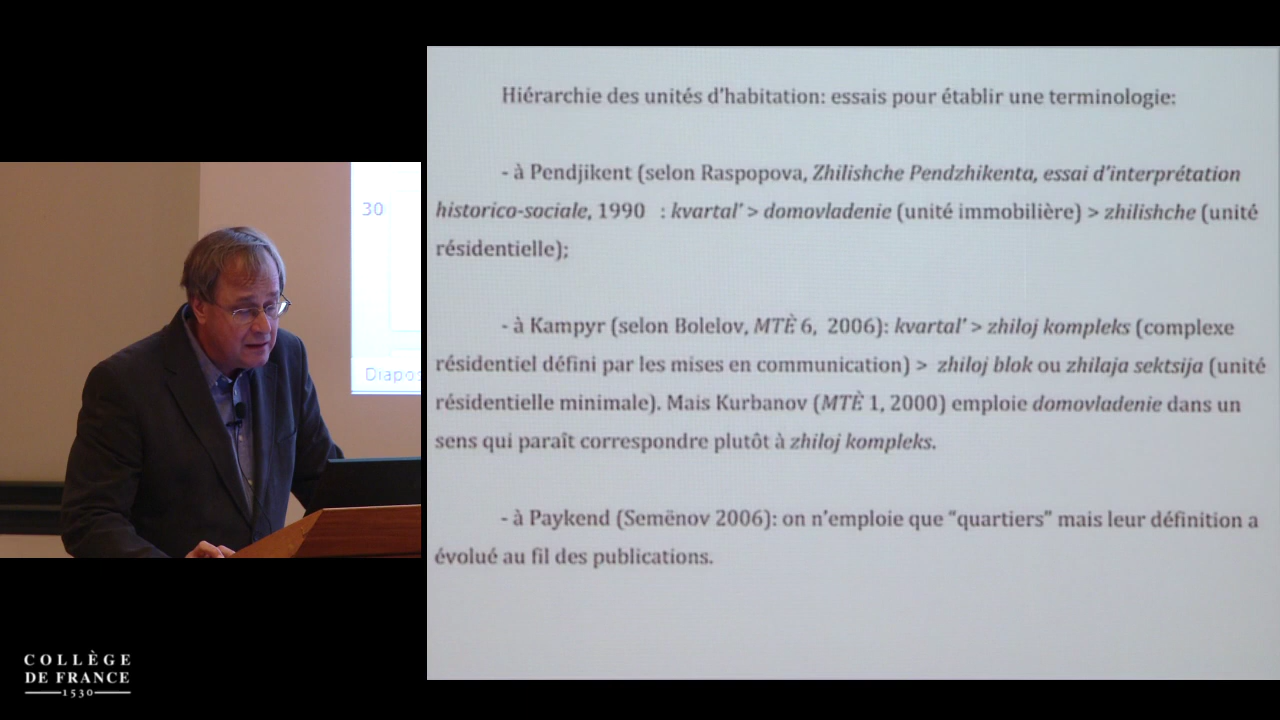 Hiérarchie des unités d'habitation: essais pour établir une terminologie:
- à Pendjikent (selon Raspopova, Zhilishche Pendzhikenta, essai d'interprétation
historico-sociale, 1990 : kvartal' > domovladenie (unité immobilière) > zhilishche (unité
résidentielle);
- à Kampyr (selon Bolelov, MTÈ 6, 2006): kvartal' > zhiloj kompleks (complexe
résidentiel défini par les mises en communication) > zhiloj blok ou zhilaja sektsija (unité
résidentielle minimale). Mais Kurbanov (MTÈ 1, 2000) emploie domovladenie dans un
sens qui paraît correspondre plutôt à zhiloj kompleks.
- à Paykend (Semënov 2006): on n'emploie que “quartiers” mais leur définition a
évolué au fil des publications.
30
Diapos
COLLÈGE
DE FRANCE
1530